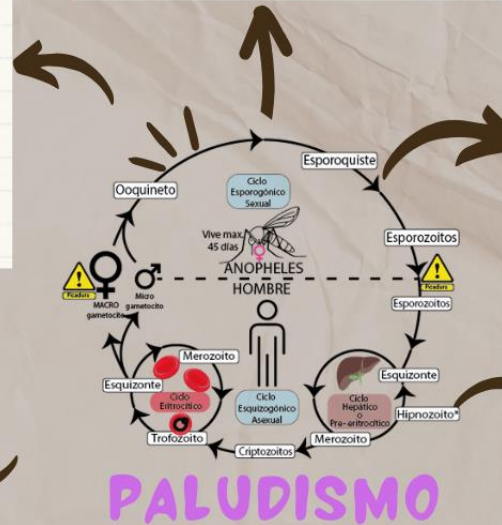 Esporoquiste
Ooquineto
Ciclo
Esporogónico
Sexual
Vive max.
45 días
Esporozoitos
ANOPHELES
HOMBRE
Picadura
MACRO
gametocito
Micro
gametocito
Picadura
Esporozoitos
Merozoito
Esquizonte
Ciclo
Eritrocítico
Trofozoito
Ciclo
Esquizogónico
Asexual
Esquizonte
Ciclo
Hepático
o
Pre-eritrocítico
Hipnozoito*
Merozoito
Criptozoitos
PALUDISMO